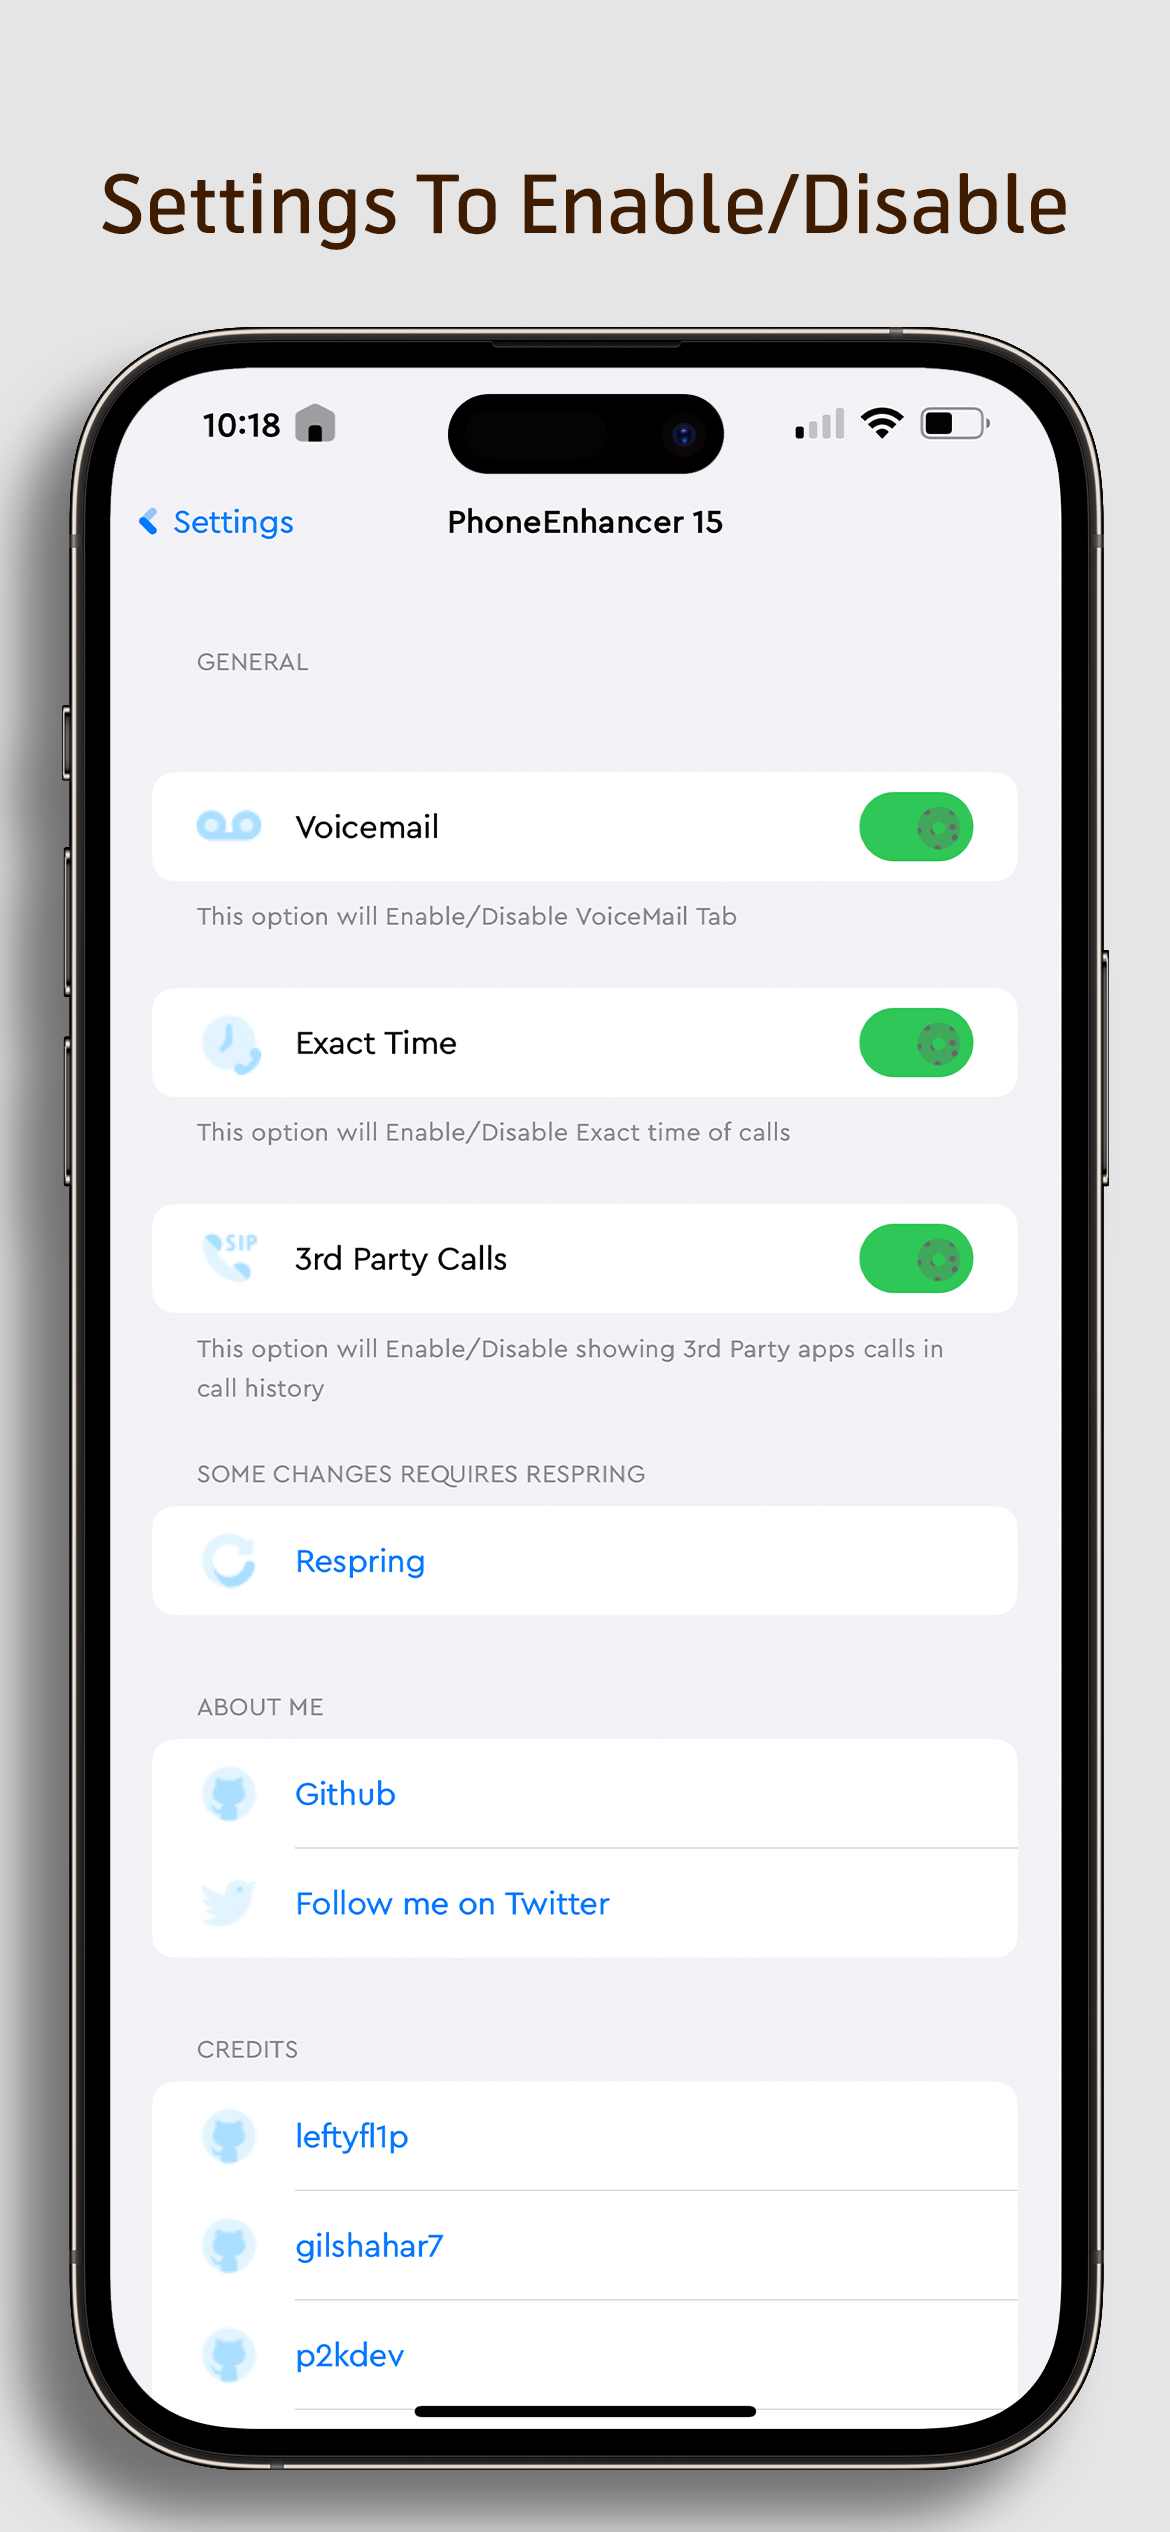 Settings To Enable/Disable
10:18
Settings
PhoneEnhancer 15
GENERAL
Voicemail
This option will Enable/Disable VoiceMail Tab
Exact Time
This option will Enable/Disable Exact time of calls
SIP
3rd Party Calls
This option will Enable/Disable showing 3rd Party apps calls in
call history
SOME CHANGES REQUIRES RESPRING
Respring
ABOUT ME
Github
Follow me on Twitter
CREDITS
leftyfl1p
gilshahar7
p2kdev